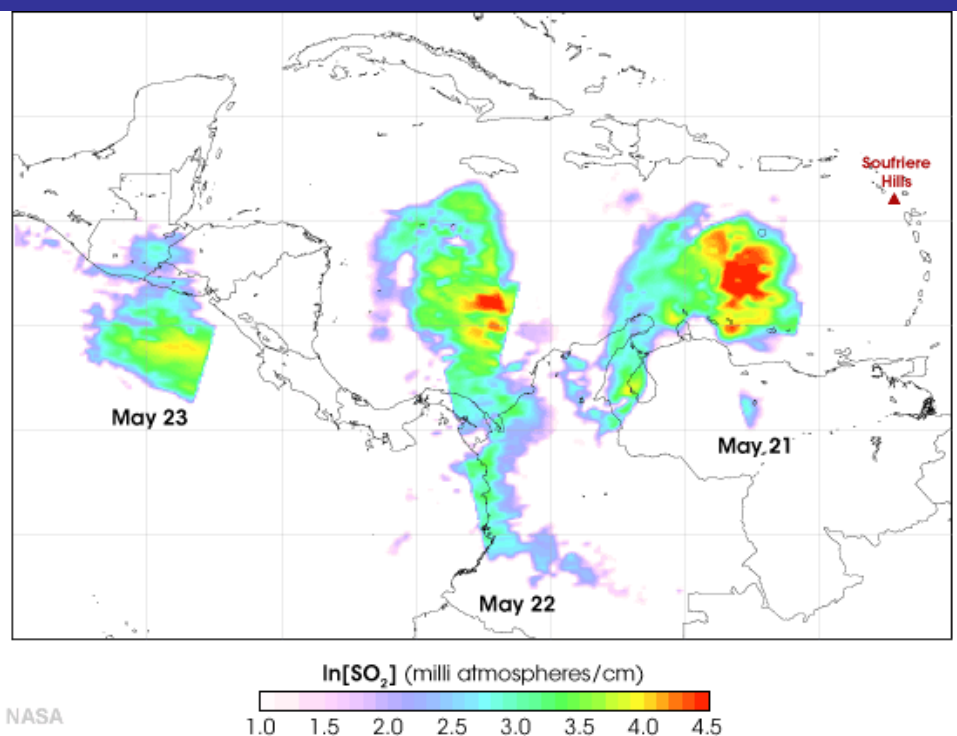 Soufriere
Hills
May 23
May 21
May 22
ln[SO₂] (milli atmospheres/cm)
1.0 1.5 2.0 2.5 3.0 3.5 4.0 4.5
NASA